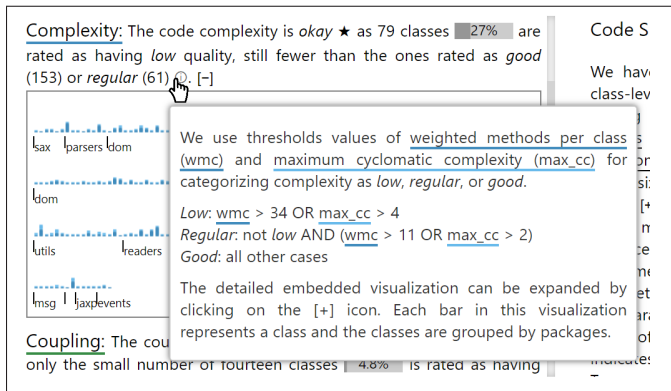 Complexity: The code complexity is okay ★ as 79 classes 27% are
rated as having low quality, still fewer than the ones rated as good
(153) or regular (61) ⓘ. [–]
sax parsers dom
dom
utils readers
msg jaxp events
We use thresholds values of weighted methods per class
(wmc) and maximum cyclomatic complexity (max_cc) for
categorizing complexity as low, regular, or good.
Low: wmc > 34 OR max_cc > 4
Regular: not low AND (wmc > 11 OR max_cc > 2)
Good: all other cases
The detailed embedded visualization can be expanded by
clicking on the [+] icon. Each bar in this visualization
represents a class and the classes are grouped by packages.
Coupling: The cou
only the small number of fourteen classes 4.8% is rated as having
Code S
We hav
class-lev
[+